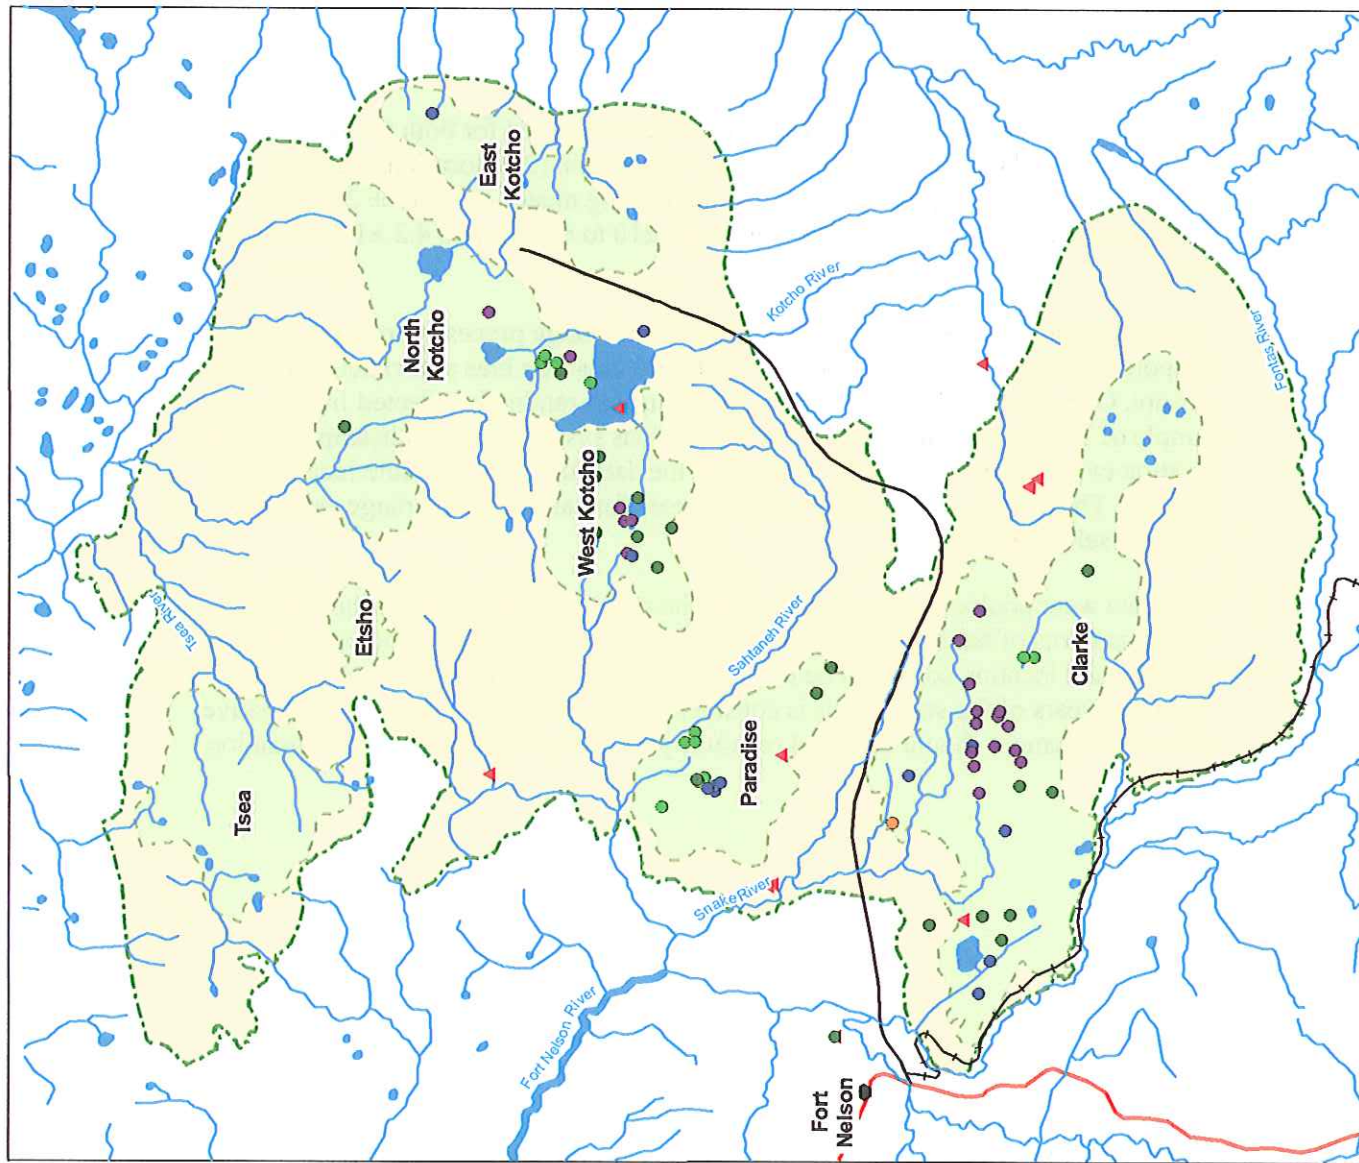 Tsea River
Tsea
Etsho
North
Kotcho
East
Kotcho
Fort Nelson River
West Kotcho
Snake River
Paradise
Sahtaneh River
Kotcho River
Fort
Nelson
Clarke
Fontas River